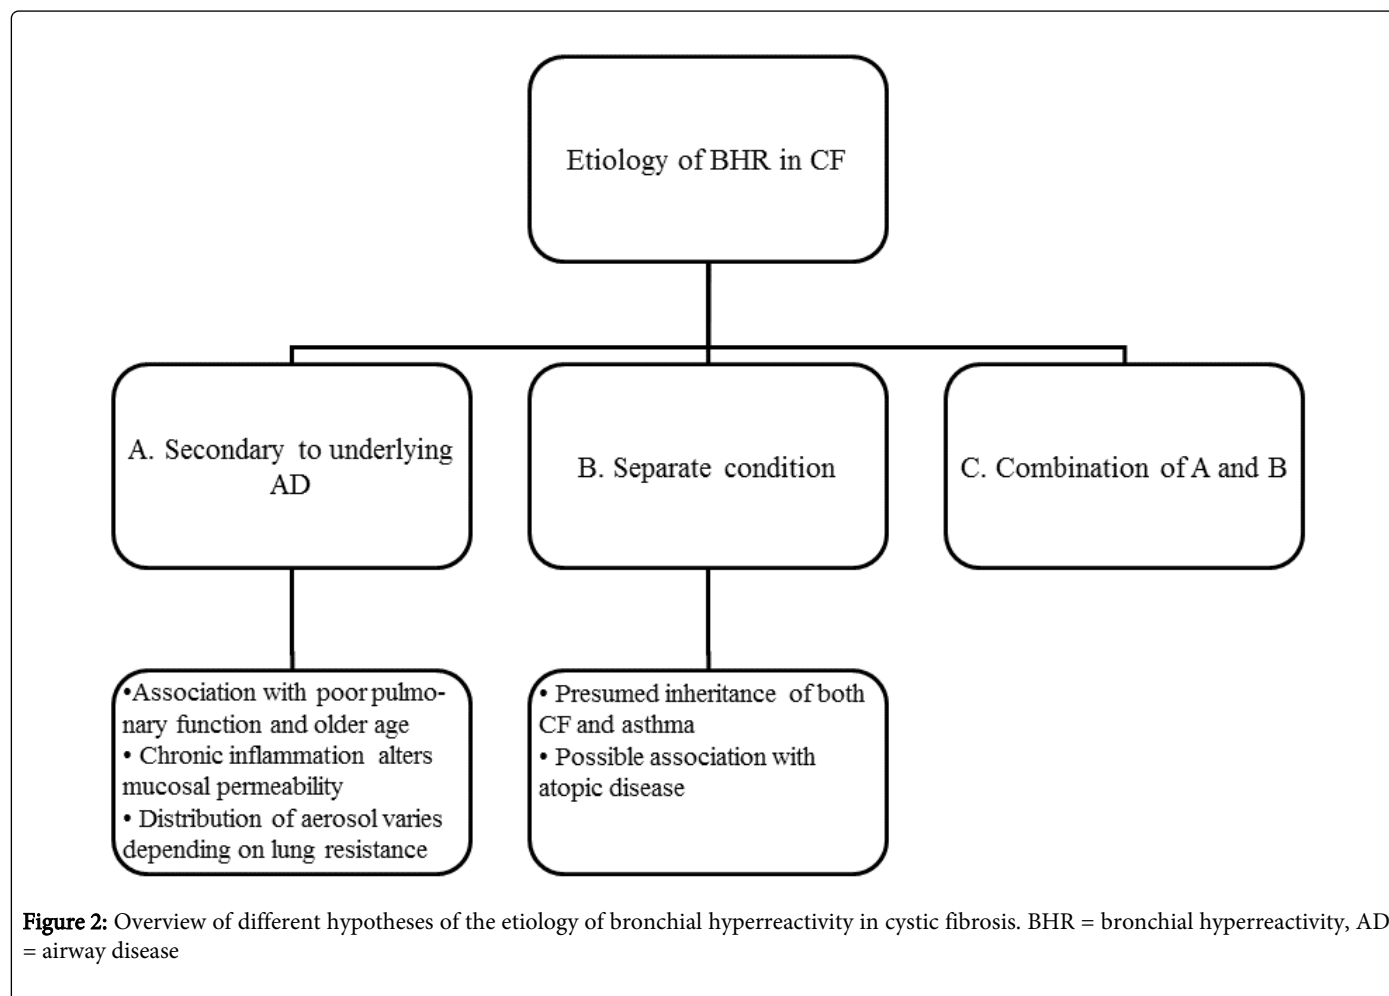 Etiology of BHR in CF
A. Secondary to underlying
AD
B. Separate condition
C. Combination of A and B
•Association with poor pulmo-
nary function and older age
• Chronic inflammation alters
mucosal permeability
• Distribution of aerosol varies
depending on lung resistance
• Presumed inheritance of both
CF and asthma
• Possible association with
atopic disease
Figure 2: Overview of different hypotheses of the etiology of bronchial hyperreactivity in cystic fibrosis. BHR = bronchial hyperreactivity, AD
= airway disease